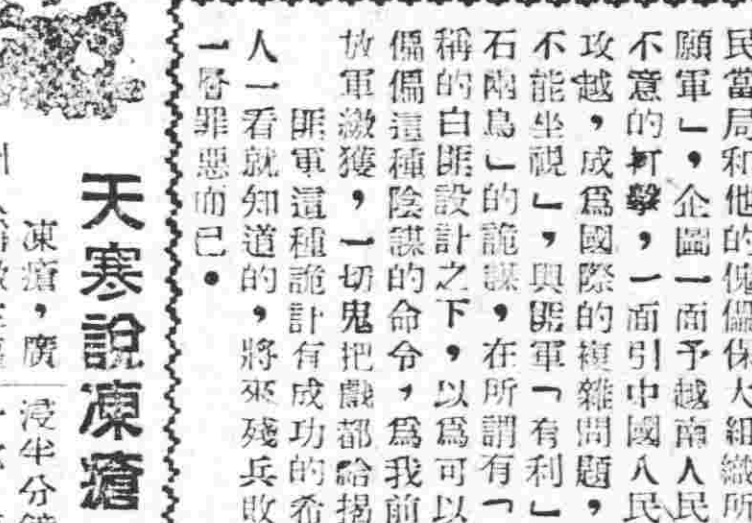 民當局和他的傀儡保大組織所
願軍」，企圖一面予越南人民
不意的打擊，一面引中國人民
攻越，成爲國際的複雜問題，
不能坐視」，與匪軍「有利」
石兩鳥」的詭謀，在所謂有「
稱的白匪設計之下，以爲可以
偏偏這種陰謀的命令，爲我前
放軍繳獲，一切鬼把戲都給揭
匪軍這種詭計有成功的希
人一看就知道的，將來殘兵敗
一層罪惡而已。
天寒說凍瘡
凍瘡，廣
浸半分鐘